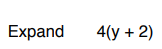 Expand 4(y + 2)